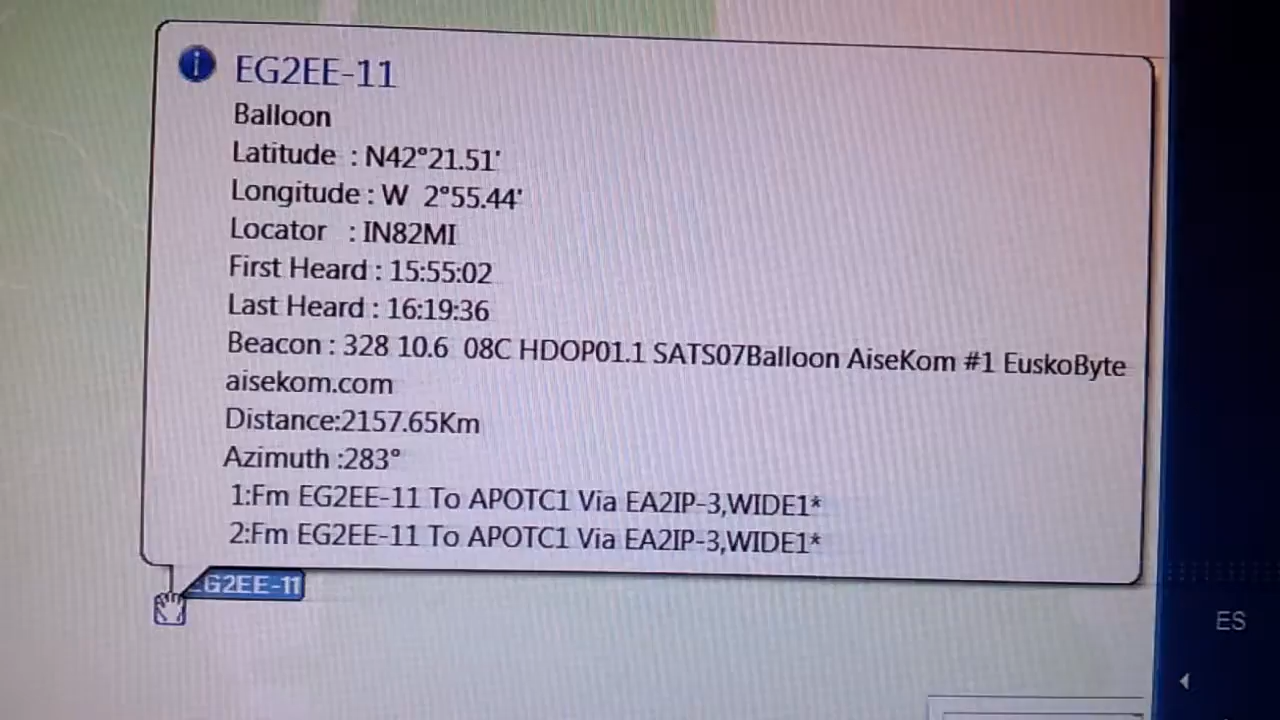 EG2EE-11
Balloon
Latitude : N42°21.51'
Longitude : W 2°55.44'
Locator : IN82MI
First Heard : 15:55:02
Last Heard : 16:19:36
Beacon : 328 10.6 08C HDOP01.1 SATS07Balloon AiseKom #1 EuskoByte
aisekom.com
Distance:2157.65Km
Azimuth :283°
1:Fm EG2EE-11 To APOTC1 Via EA2IP-3,WIDE1*
2:Fm EG2EE-11 To APOTC1 Via EA2IP-3,WIDE1*
EG2EE-11
ES